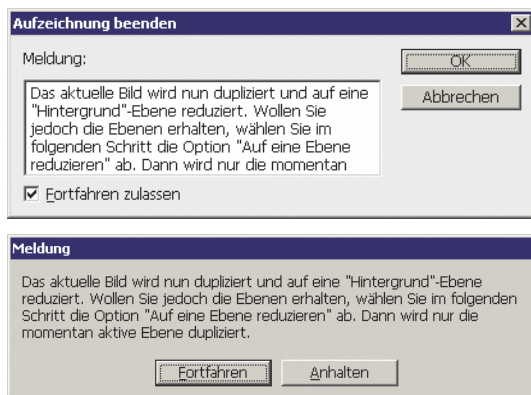 Aufzeichnung beenden
Meldung:
OK
Das aktuelle Bild wird nun dupliziert und auf eine
"Hintergrund"-Ebene reduziert. Wollen Sie
jedoch die Ebenen erhalten, wählen Sie im
folgenden Schritt die Option "Auf eine Ebene
reduzieren" ab. Dann wird nur die momentan
Abbrechen
Fortfahren zulassen
Meldung
Das aktuelle Bild wird nun dupliziert und auf eine "Hintergrund"-Ebene
reduziert. Wollen Sie jedoch die Ebenen erhalten, wählen Sie im folgenden
Schritt die Option "Auf eine Ebene reduzieren" ab. Dann wird nur die
momentan aktive Ebene dupliziert.
Fortfahren
Anhalten